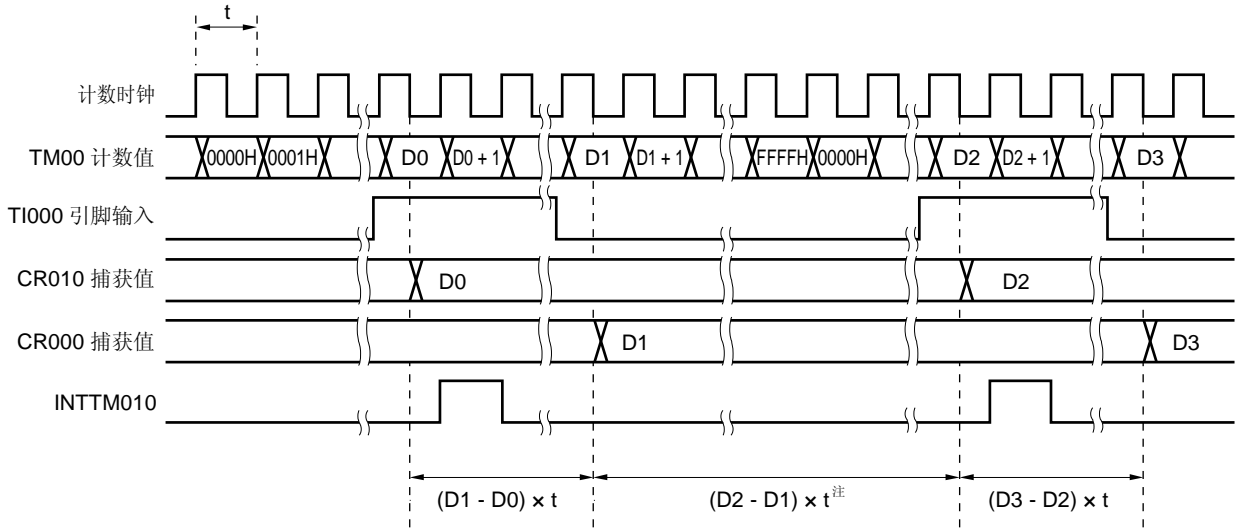 t
计数时钟
TM00 计数值
0000H 0001H D0 D0 + 1 D1 D1 + 1 FFFFH 0000H D2 D2 + 1 D3
TI000 引脚输入
CR010 捕获值
D0 D2
CR000 捕获值
D1 D3
INTTM010
(D1 - D0) × t (D2 - D1) × t注 (D3 - D2) × t